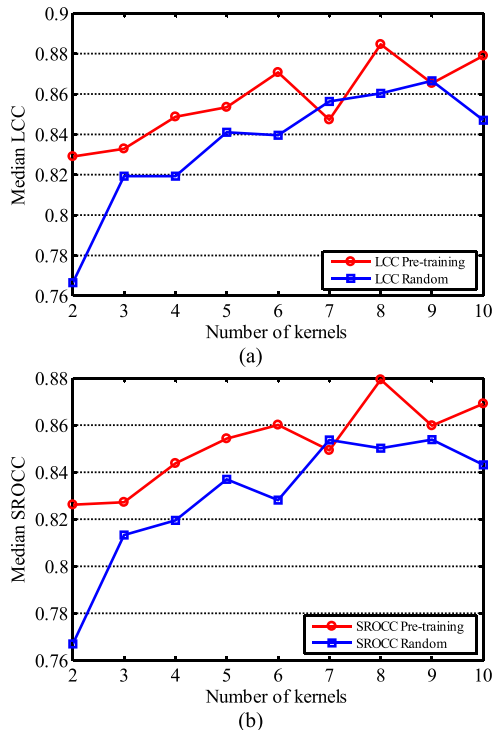 0.9
0.88
0.86
0.84
0.82
0.8
0.78
0.76
Median LCC
LCC Pre-training
LCC Random
2 3 4 5 6 7 8 9 10
Number of kernels
(a)
0.88
0.86
0.84
0.82
0.8
0.78
0.76
Median SROCC
SROCC Pre-training
SROCC Random
2 3 4 5 6 7 8 9 10
Number of kernels
(b)